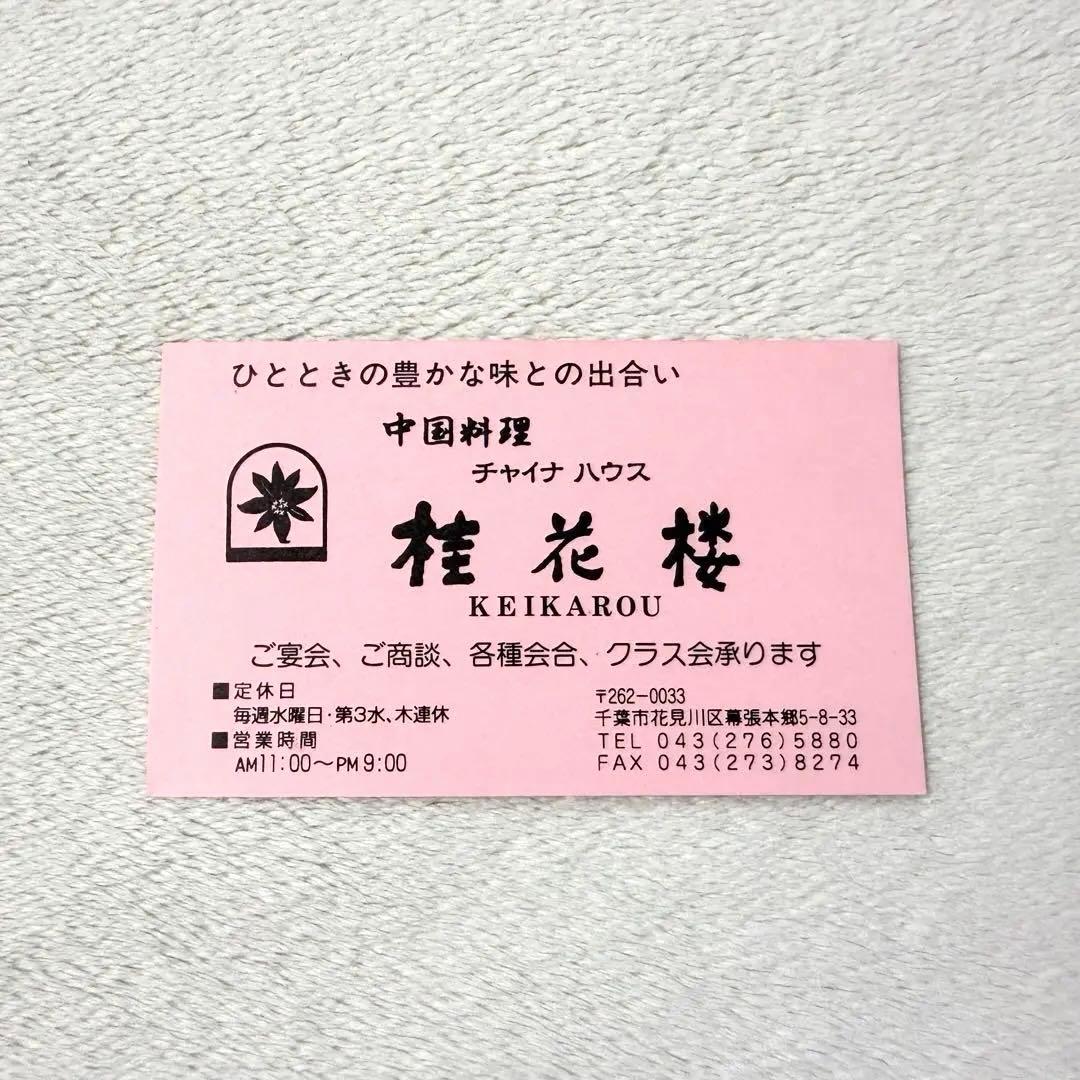 ひとときの豊かな味との出合い
中国料理
チャイナ ハウス
桂花楼
KEIKAROU
ご宴会、ご商談、各種会合、クラス会承ります
■定休日
毎週水曜日・第3水、木連休
■営業時間
AM11:00～PM9:00
〒262-0033
千葉市花見川区幕張本郷5-8-33
TEL 043(276)5880
FAX 043(273)8274